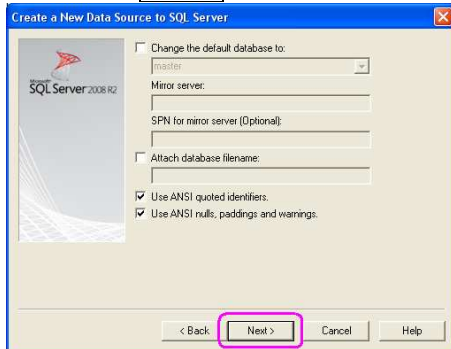 Create a New Data Source to SQL Server
Microsoft
SQL Server 2008 R2
Change the default database to:
master
Mirror server:
SPN for mirror server (Optional):
Attach database filename:
Use ANSI quoted identifiers.
Use ANSI nulls, paddings and warnings.
< Back
Next >
Cancel
Help